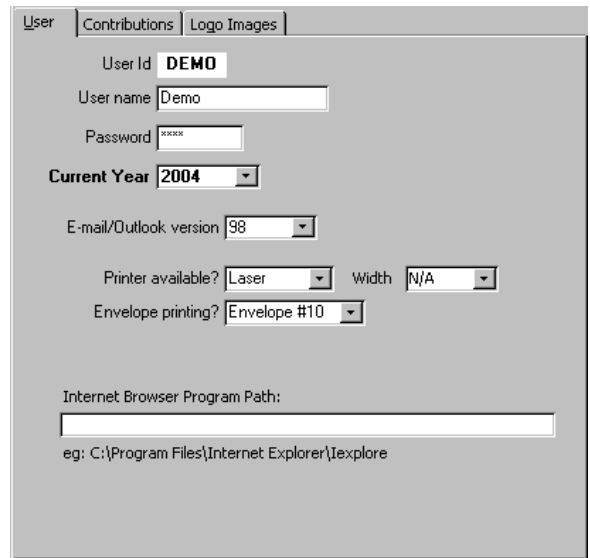 User Contributions Logo Images
User Id DEMO
User name Demo
Password ****
Current Year 2004
E-mail/Outlook version 98
Printer available? Laser Width N/A
Envelope printing? Envelope #10
Internet Browser Program Path:
eg: C:\Program Files\Internet Explorer\Iexplore